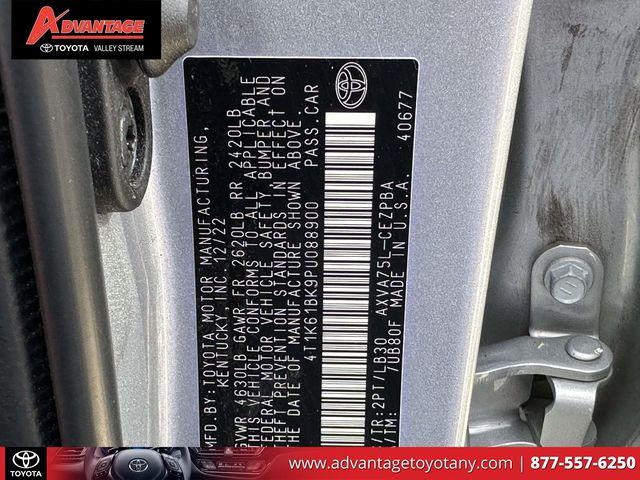 ADVANTAGE
TOYOTA VALLEY STREAM
MFD. BY: TOYOTA MOTOR MANUFACTURING,
KENTUCKY, INC. 12/22
GVWR 4630LB GAWR FR 2620LB RR 2420LB
THIS VEHICLE CONFORMS TO ALL APPLICABLE
FEDERAL MOTOR VEHICLE SAFETY, BUMPER AND
THEFT PREVENTION STANDARDS IN EFFECT ON
THE DATE OF MANUFACTURE SHOWN ABOVE.
4T1K61BK9PU088900 PASS. CAR
/TR:2PT/LB30 AXVA75L-CEZPBA
/TM: /UB80F MADE IN U.S.A. 40677
TOYOTA
www.advantagetoyotany.com | 877-557-6250